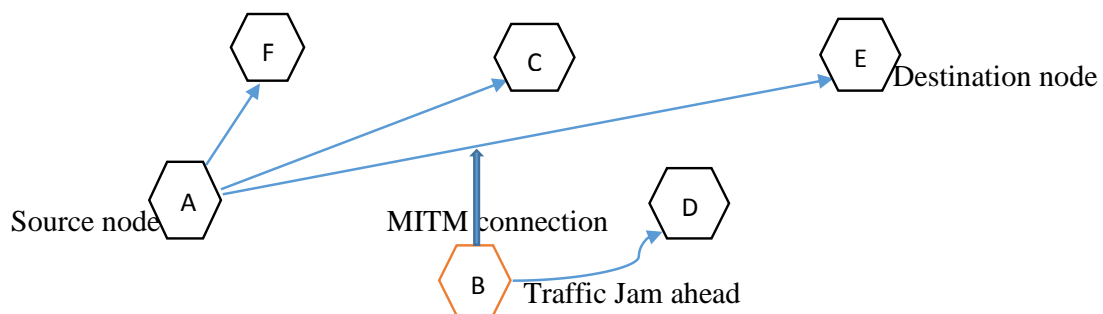 F
C
E
Destination node
A
Source node
D
MITM connection
B
Traffic Jam ahead